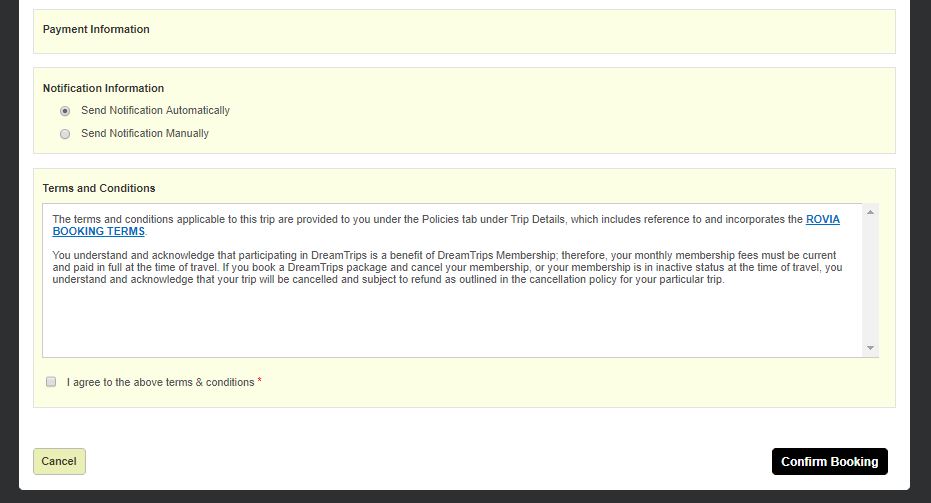 Payment Information
Notification Information
Send Notification Automatically
Send Notification Manually
Terms and Conditions
The terms and conditions applicable to this trip are provided to you under the Policies tab under Trip Details, which includes reference to and incorporates the ROVIA
BOOKING TERMS.
You understand and acknowledge that participating in DreamTrips is a benefit of DreamTrips Membership; therefore, your monthly membership fees must be current
and paid in full at the time of travel. If you book a DreamTrips package and cancel your membership, or your membership is in inactive status at the time of travel, you
understand and acknowledge that your trip will be cancelled and subject to refund as outlined in the cancellation policy for your particular trip.
I agree to the above terms & conditions *
Cancel
Confirm Booking